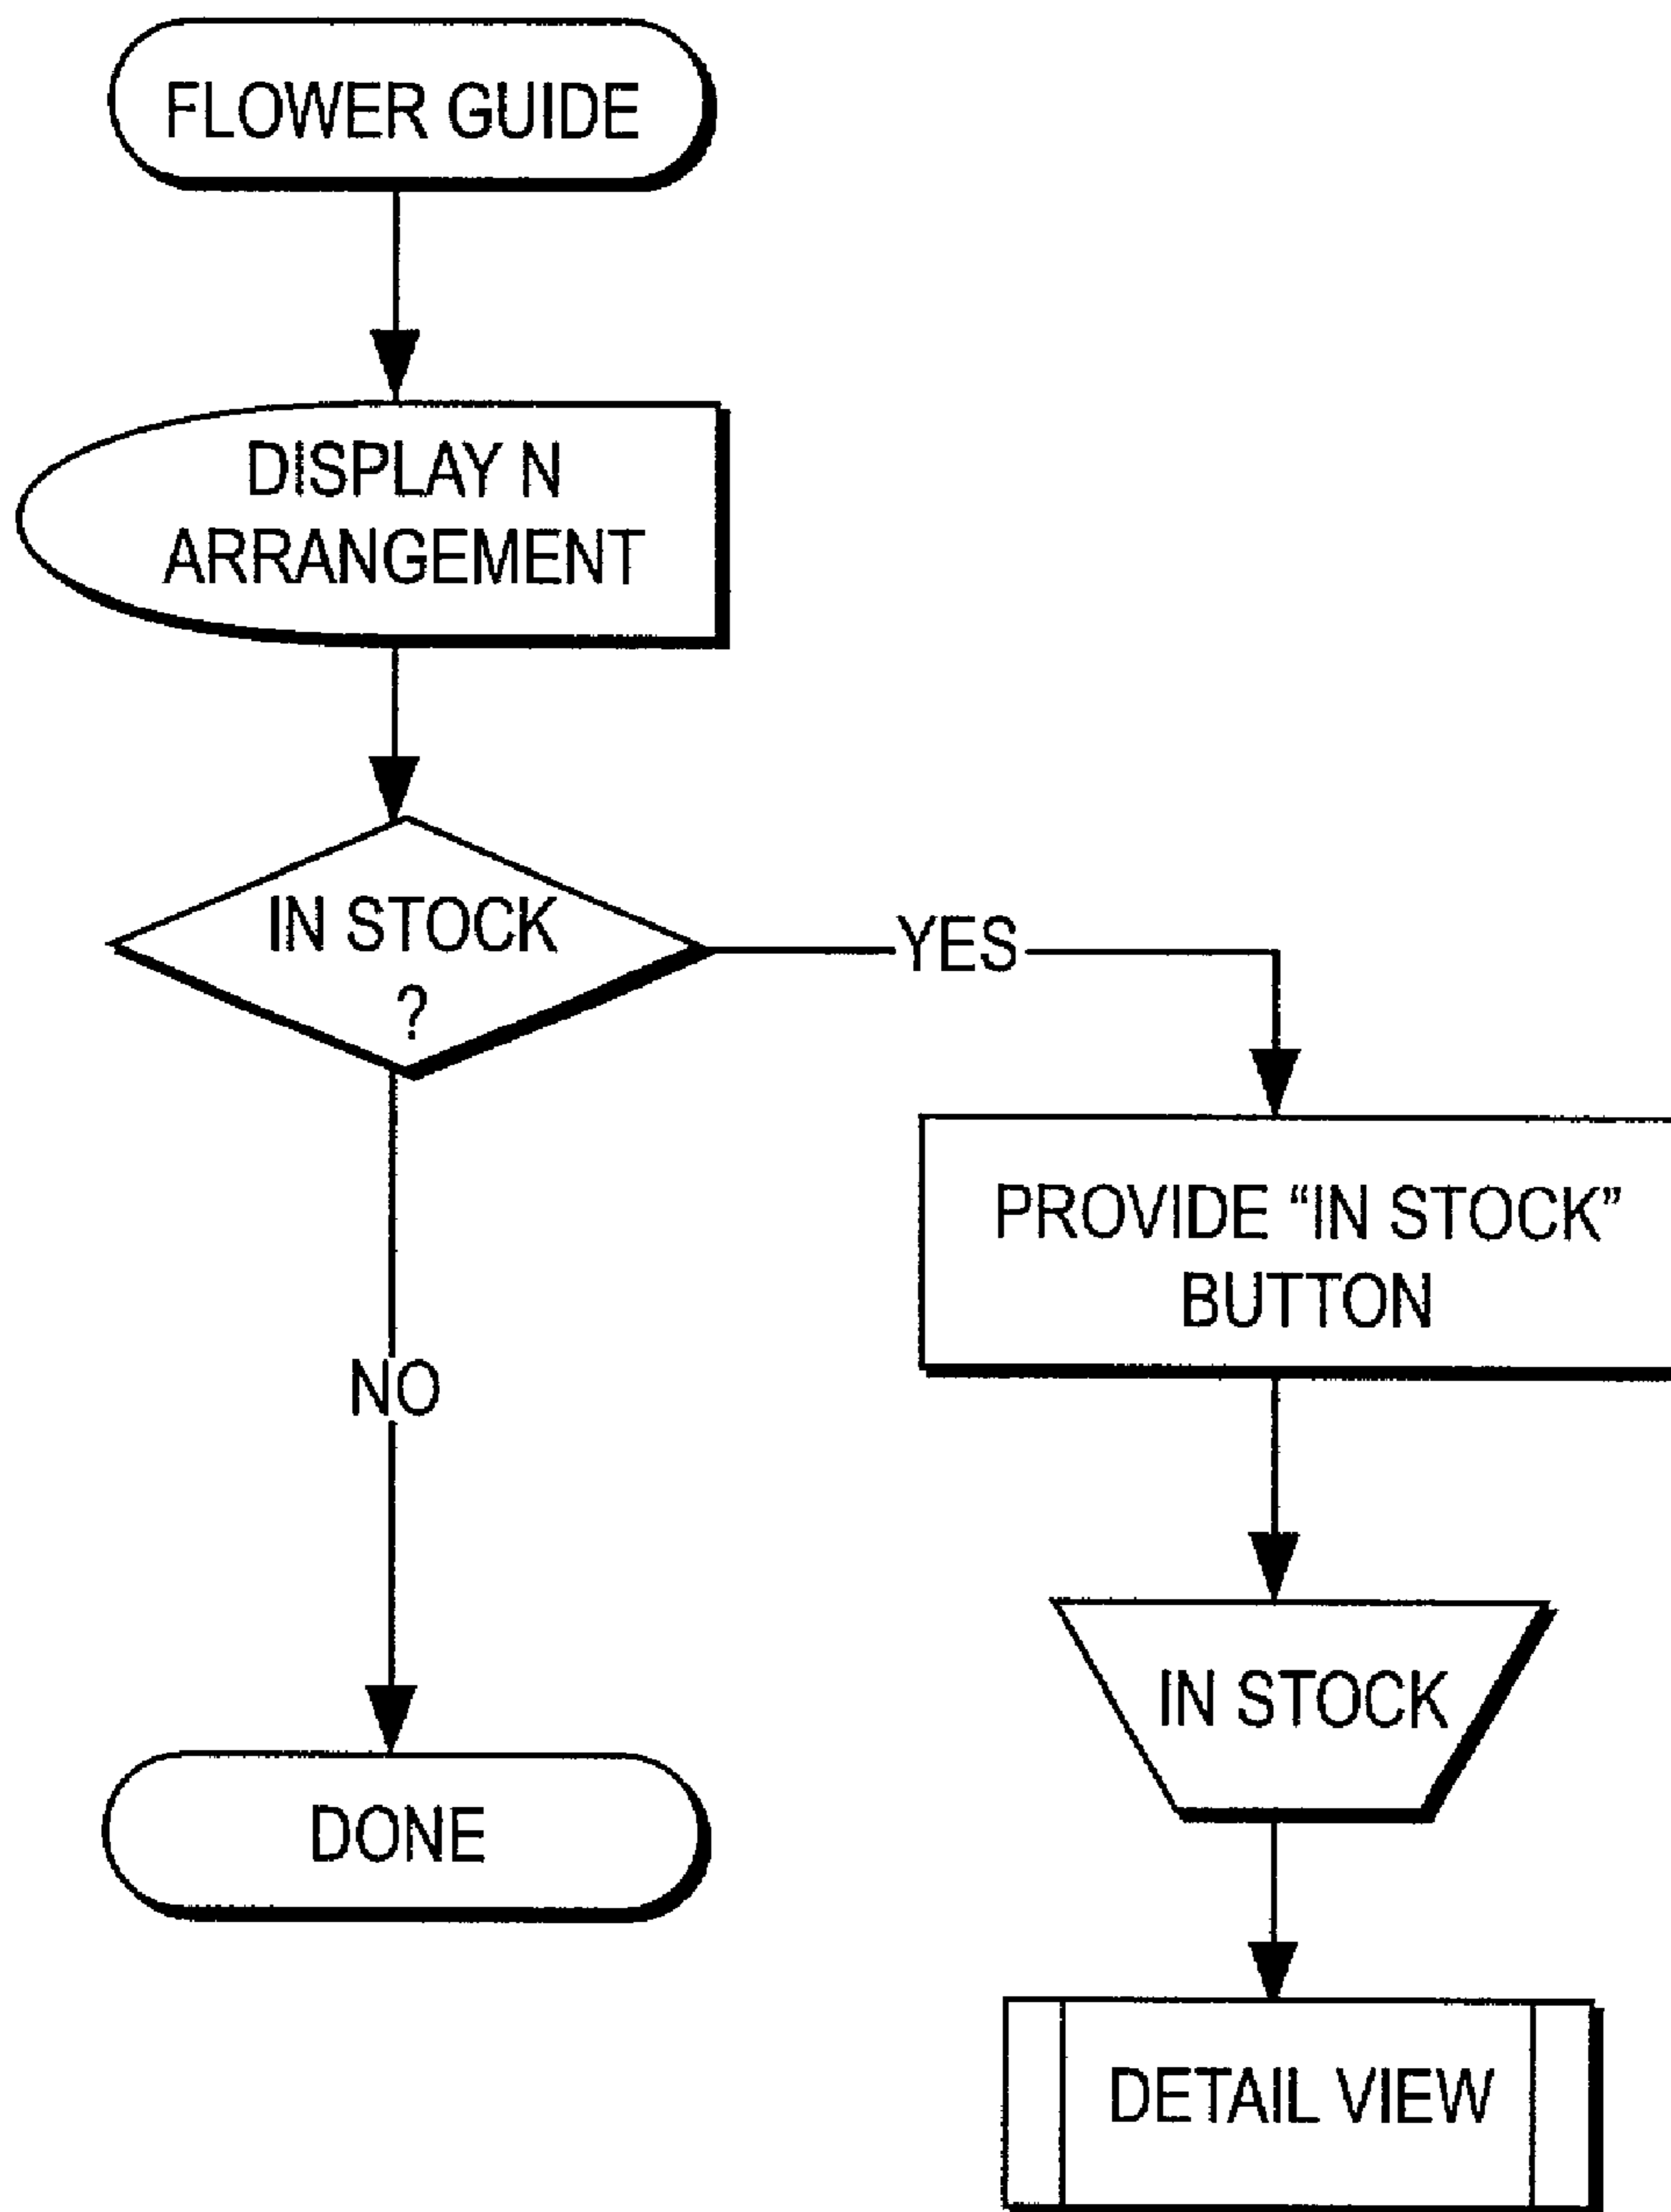 FLOWER GUIDE
DISPLAY N
ARRANGEMENT
IN STOCK
?
YES
PROVIDE “IN STOCK”
BUTTON
NO
IN STOCK
DONE
DETAIL VIEW